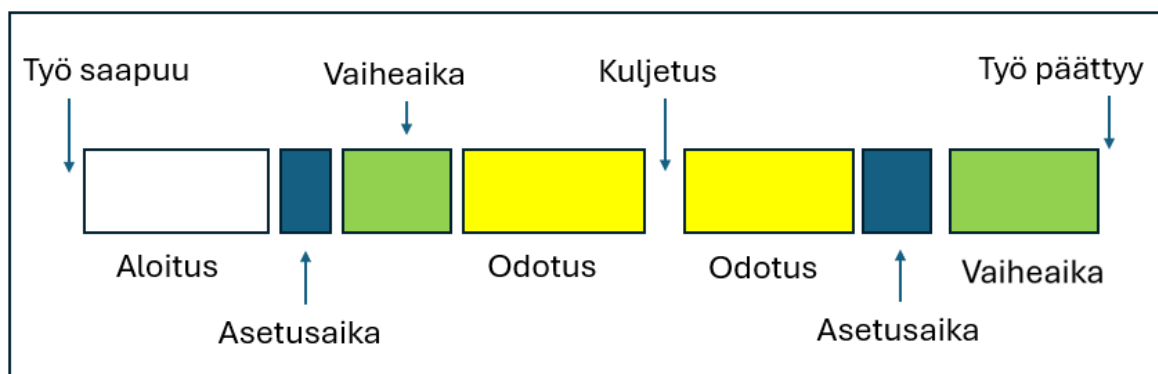 Työ saapuu
Vaiheaika
Kuljetus
Työ päättyy
Aloitus
Odotus
Odotus
Vaiheaika
Asetusaika
Asetusaika